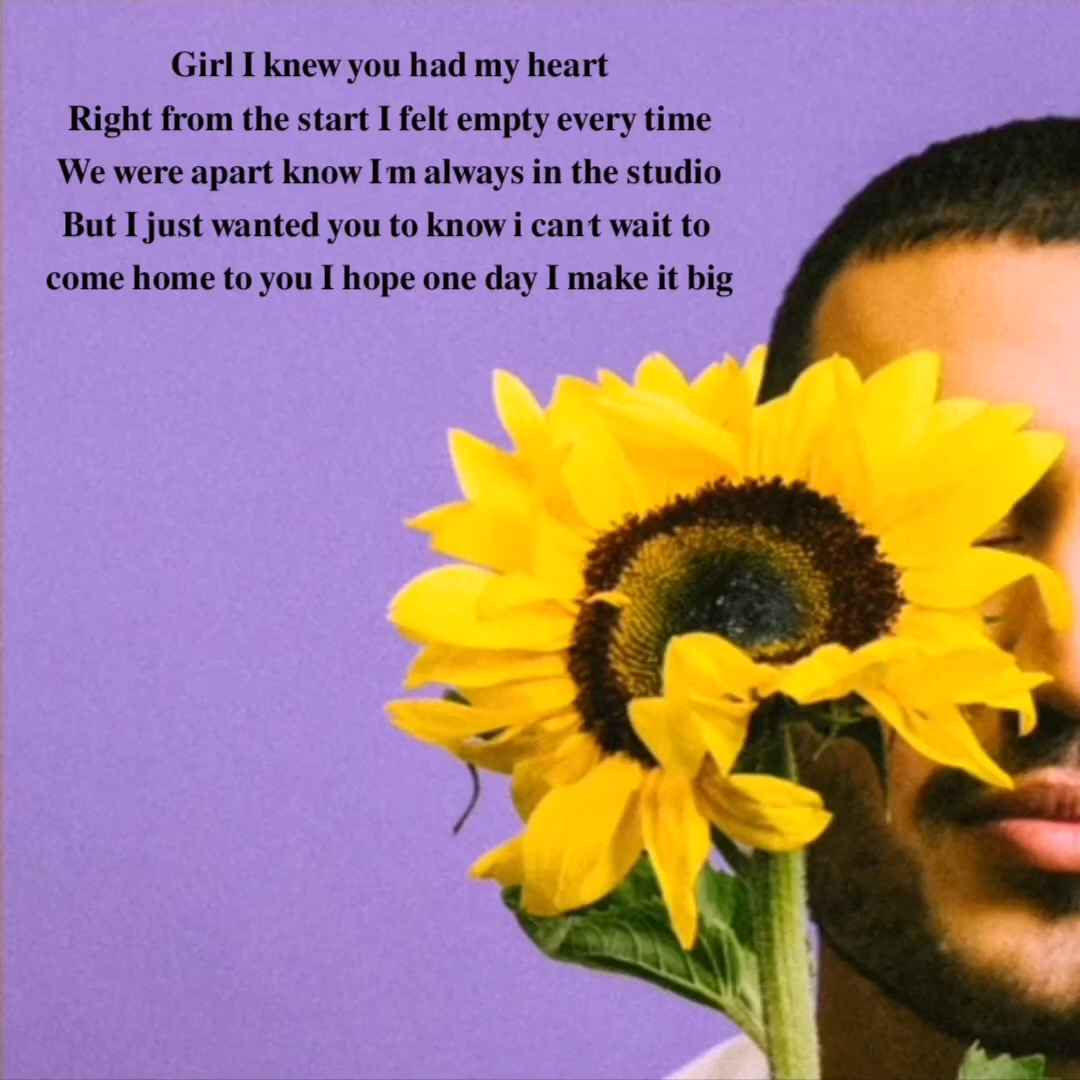 Girl I knew you had my heart
Right from the start I felt empty every time
We were apart know I'm always in the studio
But I just wanted you to know i can't wait to
come home to you I hope one day I make it big